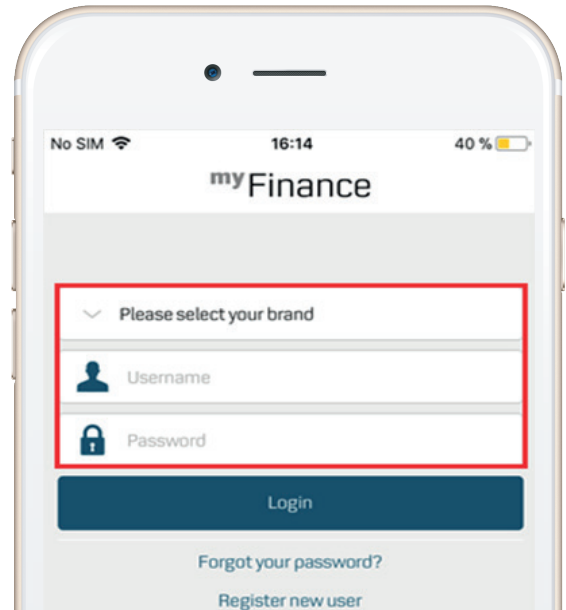 No SIM 16:14 40 %
myFinance
Please select your brand
Username
Password
Login
Forgot your password?
Register new user